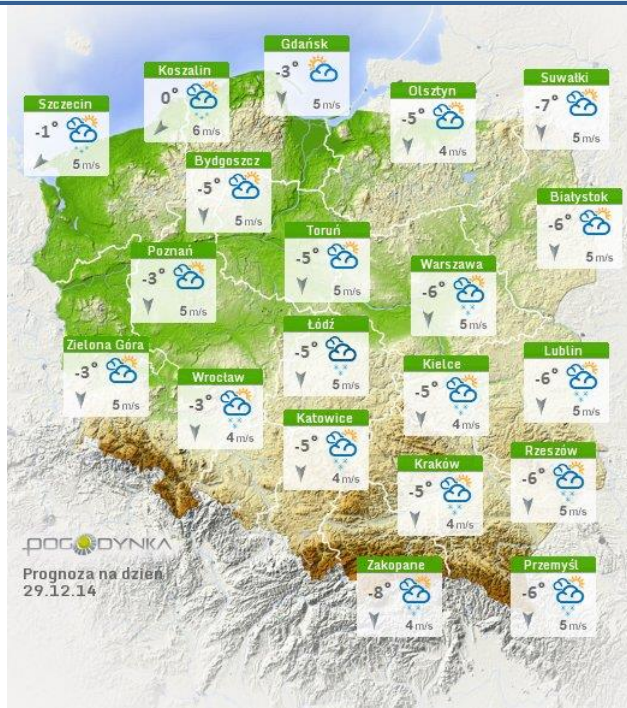 Gdańsk
-3°
5 m/s
Koszalin
0°
6 m/s
Szczecin
-1°
5 m/s
Olsztyn
-5°
4 m/s
Suwałki
-7°
5 m/s
Bydgoszcz
-5°
5 m/s
Białystok
-6°
5 m/s
Toruń
-5°
5 m/s
Poznań
-3°
5 m/s
Warszawa
-6°
5 m/s
Łódź
-5°
5 m/s
Zielona Góra
-3°
5 m/s
Wrocław
-3°
4 m/s
Kielce
-5°
4 m/s
Lublin
-6°
5 m/s
Katowice
-5°
4 m/s
Kraków
-5°
4 m/s
Rzeszów
-6°
5 m/s
POGODYNKA
Prognoza na dzień
29.12.14
Zakopane
-8°
4 m/s
Przemyśl
-6°
5 m/s